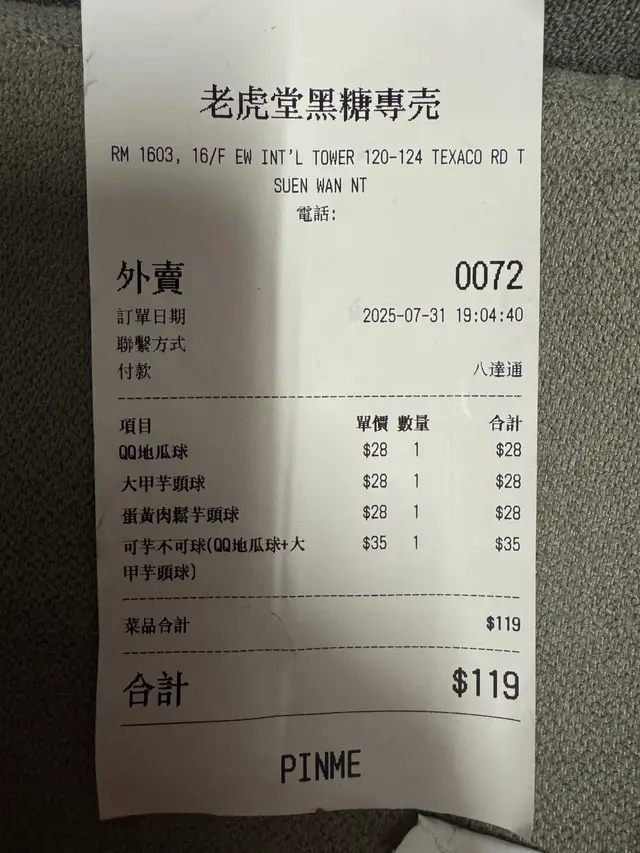 老虎堂黑糖專売
RM 1603, 16/F EW INT'L TOWER 120-124 TEXACO RD T
SUEN WAN NT
電話:
外賣 0072
訂單日期 2025-07-31 19:04:40
聯繫方式
付款 八達通
項目 單價 數量 合計
QQ地瓜球 $28 1 $28
大甲芋頭球 $28 1 $28
蛋黃肉鬆芋頭球 $28 1 $28
可芋不可球(QQ地瓜球+大 $35 1 $35
甲芋頭球)
菜品合計 $119
合計 $119
PINME